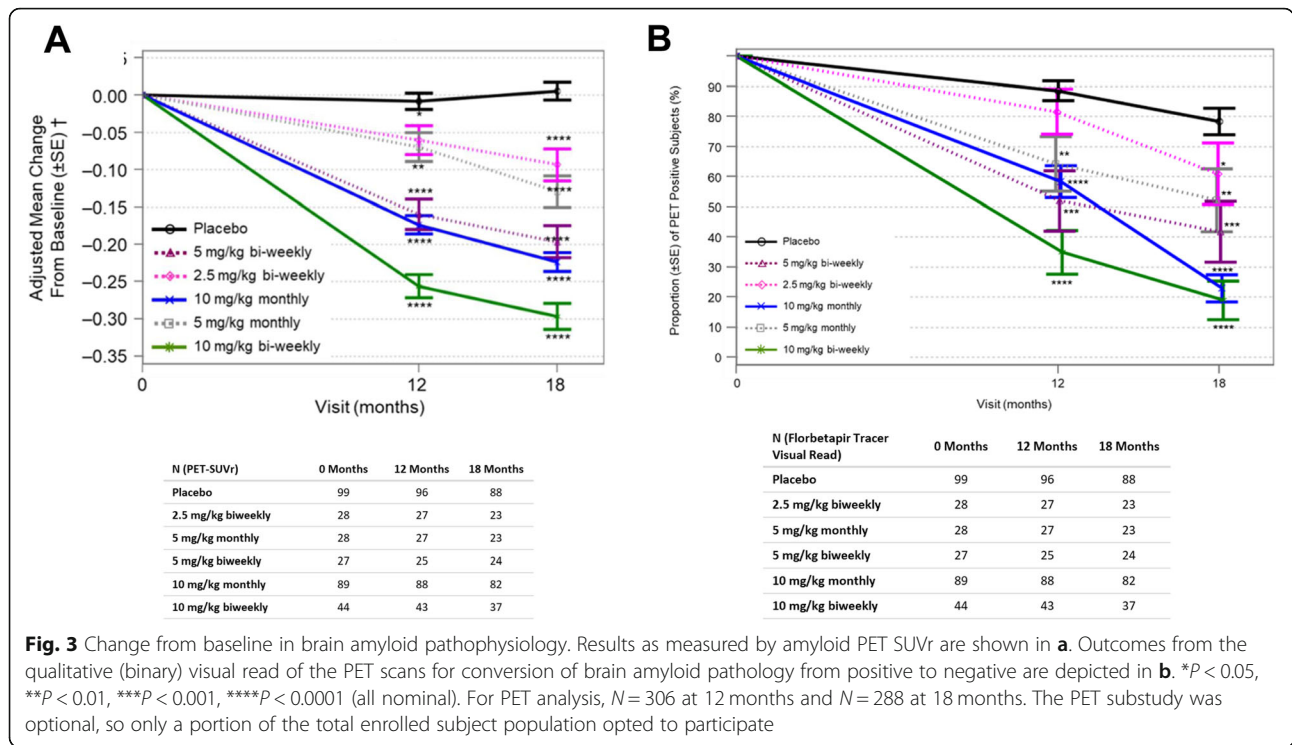 A
0.00
−0.05
−0.10
−0.15
−0.20
−0.25
−0.30
−0.35
Adjusted Mean Change
From Baseline (±SE) †
*
**
****
****
****
****
****
****
****
****
Placebo
5 mg/kg bi-weekly
2.5 mg/kg bi-weekly
10 mg/kg monthly
5 mg/kg monthly
10 mg/kg bi-weekly
0 12 18
Visit (months)
N (PET-SUVr) 0 Months 12 Months 18 Months
Placebo 99 96 88
2.5 mg/kg biweekly 28 27 23
5 mg/kg monthly 28 27 23
5 mg/kg biweekly 27 25 24
10 mg/kg monthly 89 88 82
10 mg/kg biweekly 44 43 37
B
90
80
70
60
50
40
30
20
10
0
Proportion (±SE) of PET Positive Subjects (%)
**
****
***
****
*
**
***
****
****
Placebo
5 mg/kg bi-weekly
2.5 mg/kg bi-weekly
10 mg/kg monthly
5 mg/kg monthly
10 mg/kg bi-weekly
0 12 18
Visit (months)
N (Florbetapir Tracer
Visual Read) 0 Months 12 Months 18 Months
Placebo 99 96 88
2.5 mg/kg biweekly 28 27 23
5 mg/kg monthly 28 27 23
5 mg/kg biweekly 27 25 24
10 mg/kg monthly 89 88 82
10 mg/kg biweekly 44 43 37
Fig. 3 Change from baseline in brain amyloid pathophysiology. Results as measured by amyloid PET SUVr are shown in a. Outcomes from the
qualitative (binary) visual read of the PET scans for conversion of brain amyloid pathology from positive to negative are depicted in b. *P < 0.05,
**P < 0.01, ***P < 0.001, ****P < 0.0001 (all nominal). For PET analysis, N = 306 at 12 months and N = 288 at 18 months. The PET substudy was
optional, so only a portion of the total enrolled subject population opted to participate